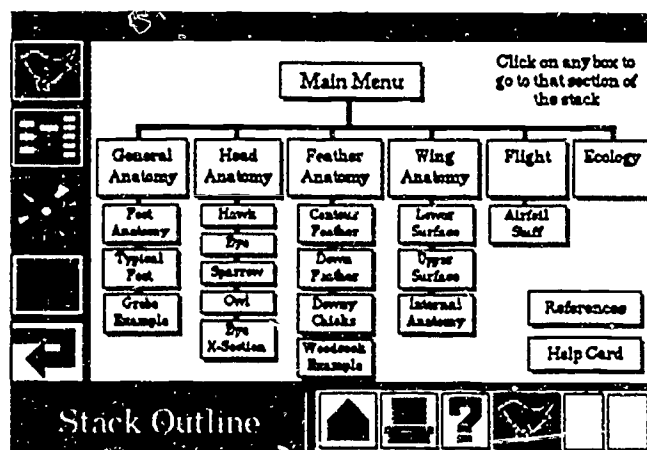 Main Menu
Click on any box to
go to that section of
the stack
General
Anatomy
Head
Anatomy
Feather
Anatomy
Wing
Anatomy
Flight
Ecology
Foot
Anatomy
Typical
Foot
Grebe
Example
Hawk
Eye
Sparrow
Owl
Eye
X-Section
Contour
Feather
Down
Feather
Downy
Chicks
Woodcock
Example
Lower
Surface
Upper
Surface
Internal
Anatomy
Airfoil
Stuff
References
Help Card
Stack Outline
?